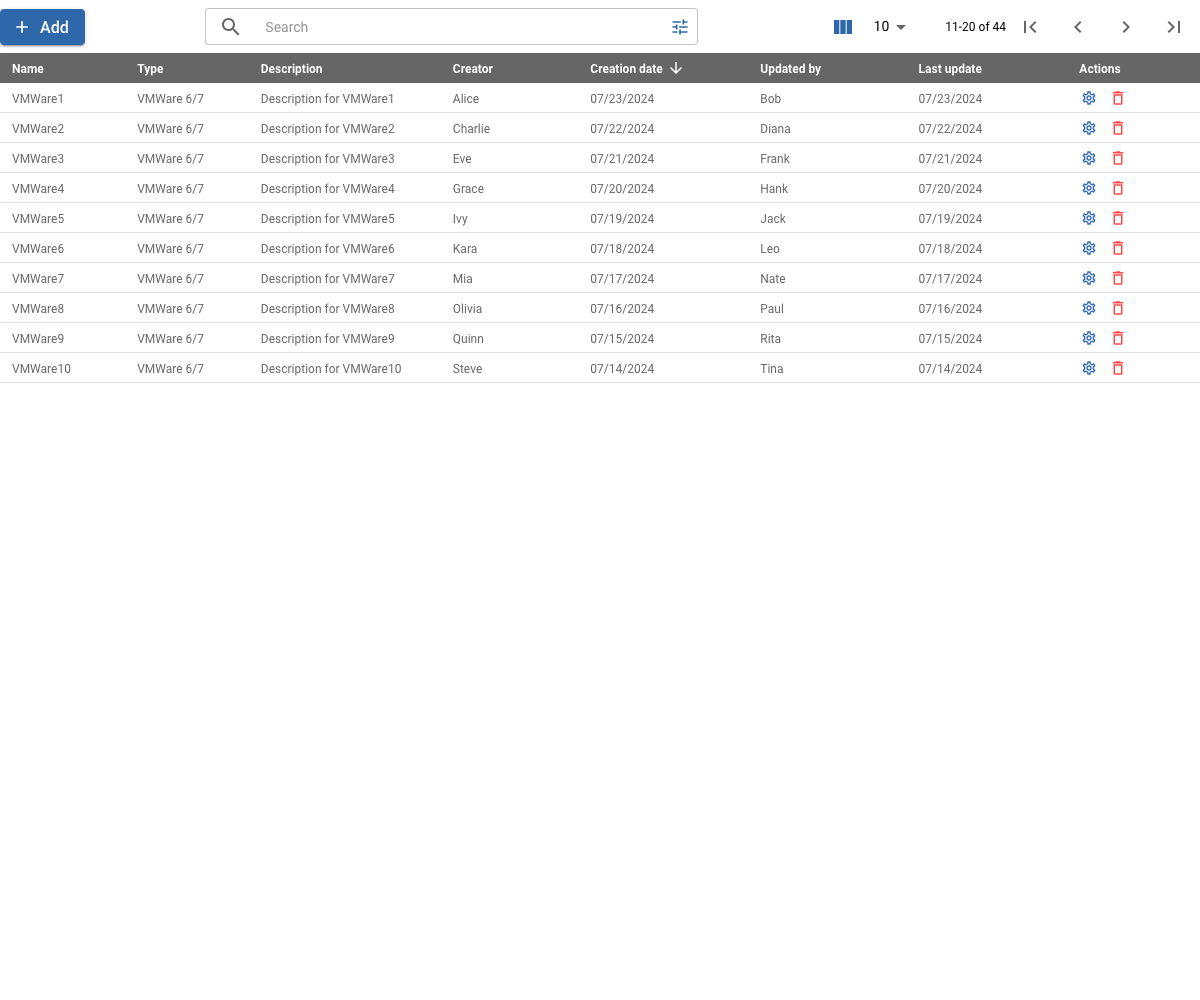 Add Search 10 11-20 of 44
Name Type Description Creator Creation date Updated by Last update Actions
VMWare1 VMWare 6/7 Description for VMWare1 Alice 07/23/2024 Bob 07/23/2024
VMWare2 VMWare 6/7 Description for VMWare2 Charlie 07/22/2024 Diana 07/22/2024
VMWare3 VMWare 6/7 Description for VMWare3 Eve 07/21/2024 Frank 07/21/2024
VMWare4 VMWare 6/7 Description for VMWare4 Grace 07/20/2024 Hank 07/20/2024
VMWare5 VMWare 6/7 Description for VMWare5 Ivy 07/19/2024 Jack 07/19/2024
VMWare6 VMWare 6/7 Description for VMWare6 Kara 07/18/2024 Leo 07/18/2024
VMWare7 VMWare 6/7 Description for VMWare7 Mia 07/17/2024 Nate 07/17/2024
VMWare8 VMWare 6/7 Description for VMWare8 Olivia 07/16/2024 Paul 07/16/2024
VMWare9 VMWare 6/7 Description for VMWare9 Quinn 07/15/2024 Rita 07/15/2024
VMWare10 VMWare 6/7 Description for VMWare10 Steve 07/14/2024 Tina 07/14/2024